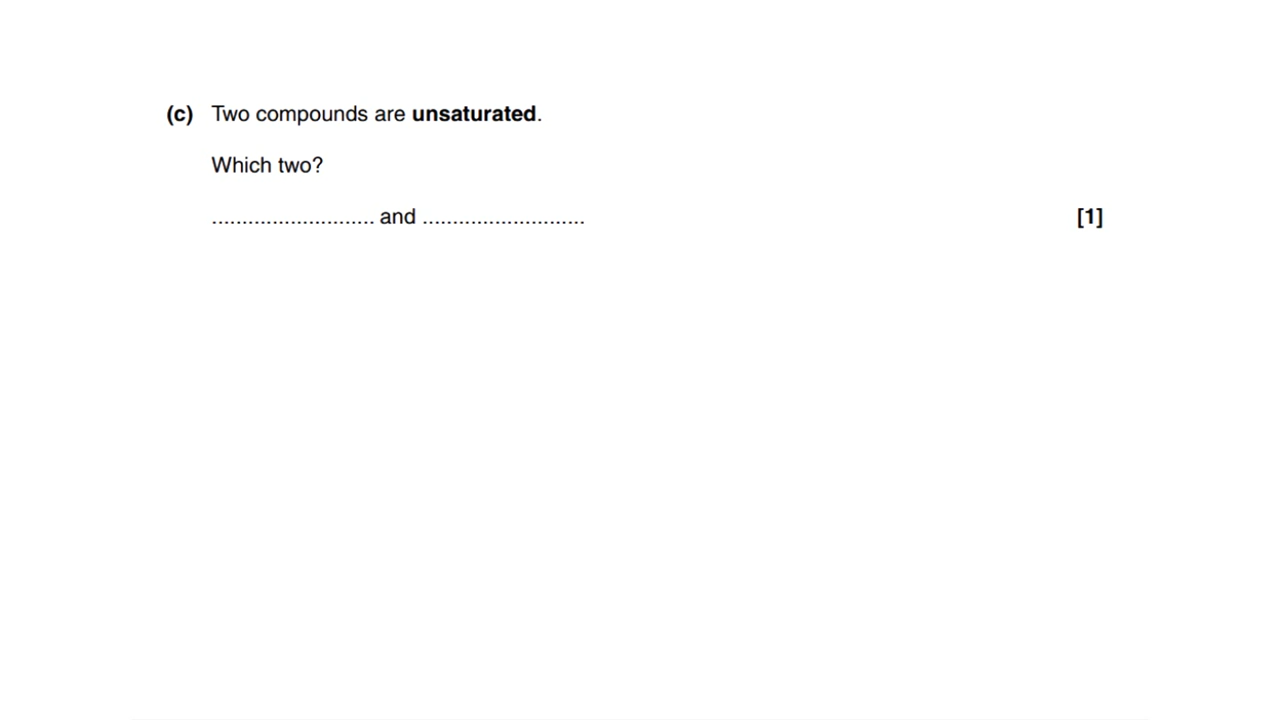 (c) Two compounds are unsaturated.
Which two?
........................... and ........................... [1]